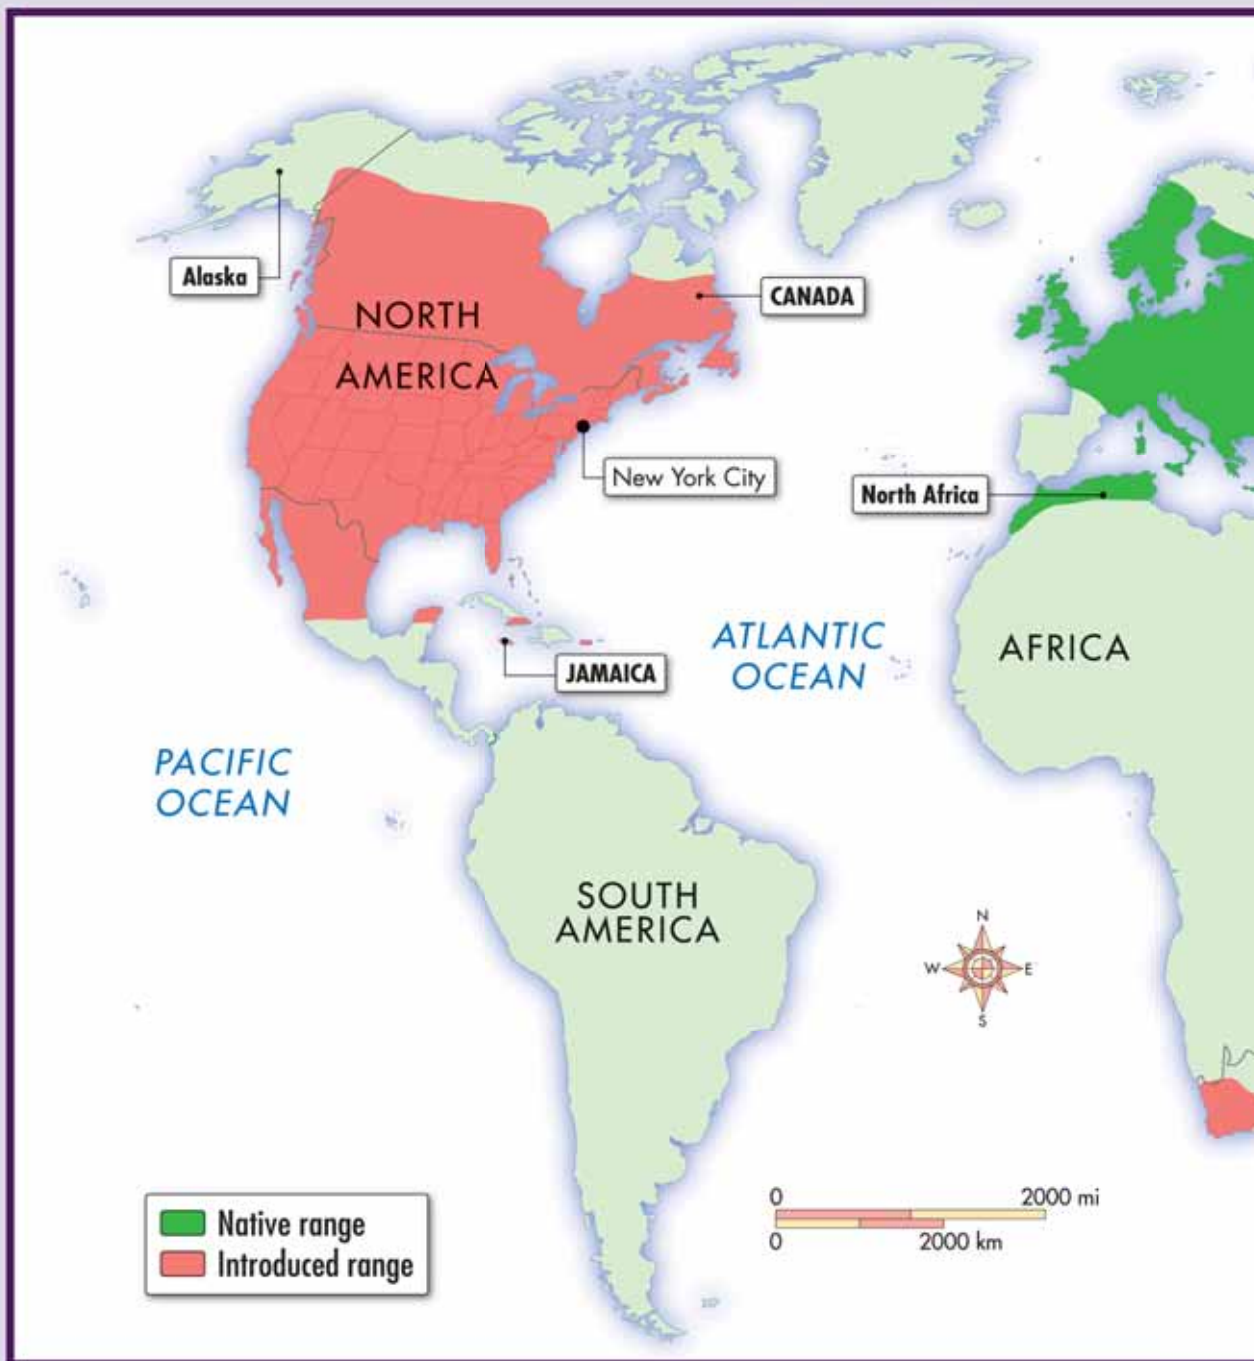 Alaska
CANADA
NORTH
AMERICA
New York City
North Africa
JAMAICA
ATLANTIC
OCEAN
AFRICA
PACIFIC
OCEAN
SOUTH
AMERICA
N
W
E
S
Native range
Introduced range
0
2000 mi
0
2000 km